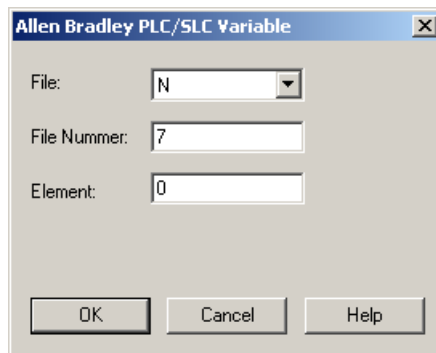 Allen Bradley PLC/SLC Variable
File: N
File Nummer: 7
Element: 0
OK Cancel Help